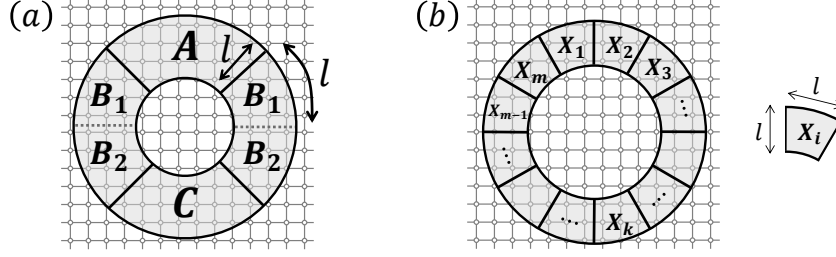 (a)
A
l
l
B₁
B₁
B₂
B₂
C
(b)
X₁
X₂
Xₘ
X₃
Xₘ₋₁
⋮
⋮
⋯
Xₖ
⋰
l
l
Xᵢ